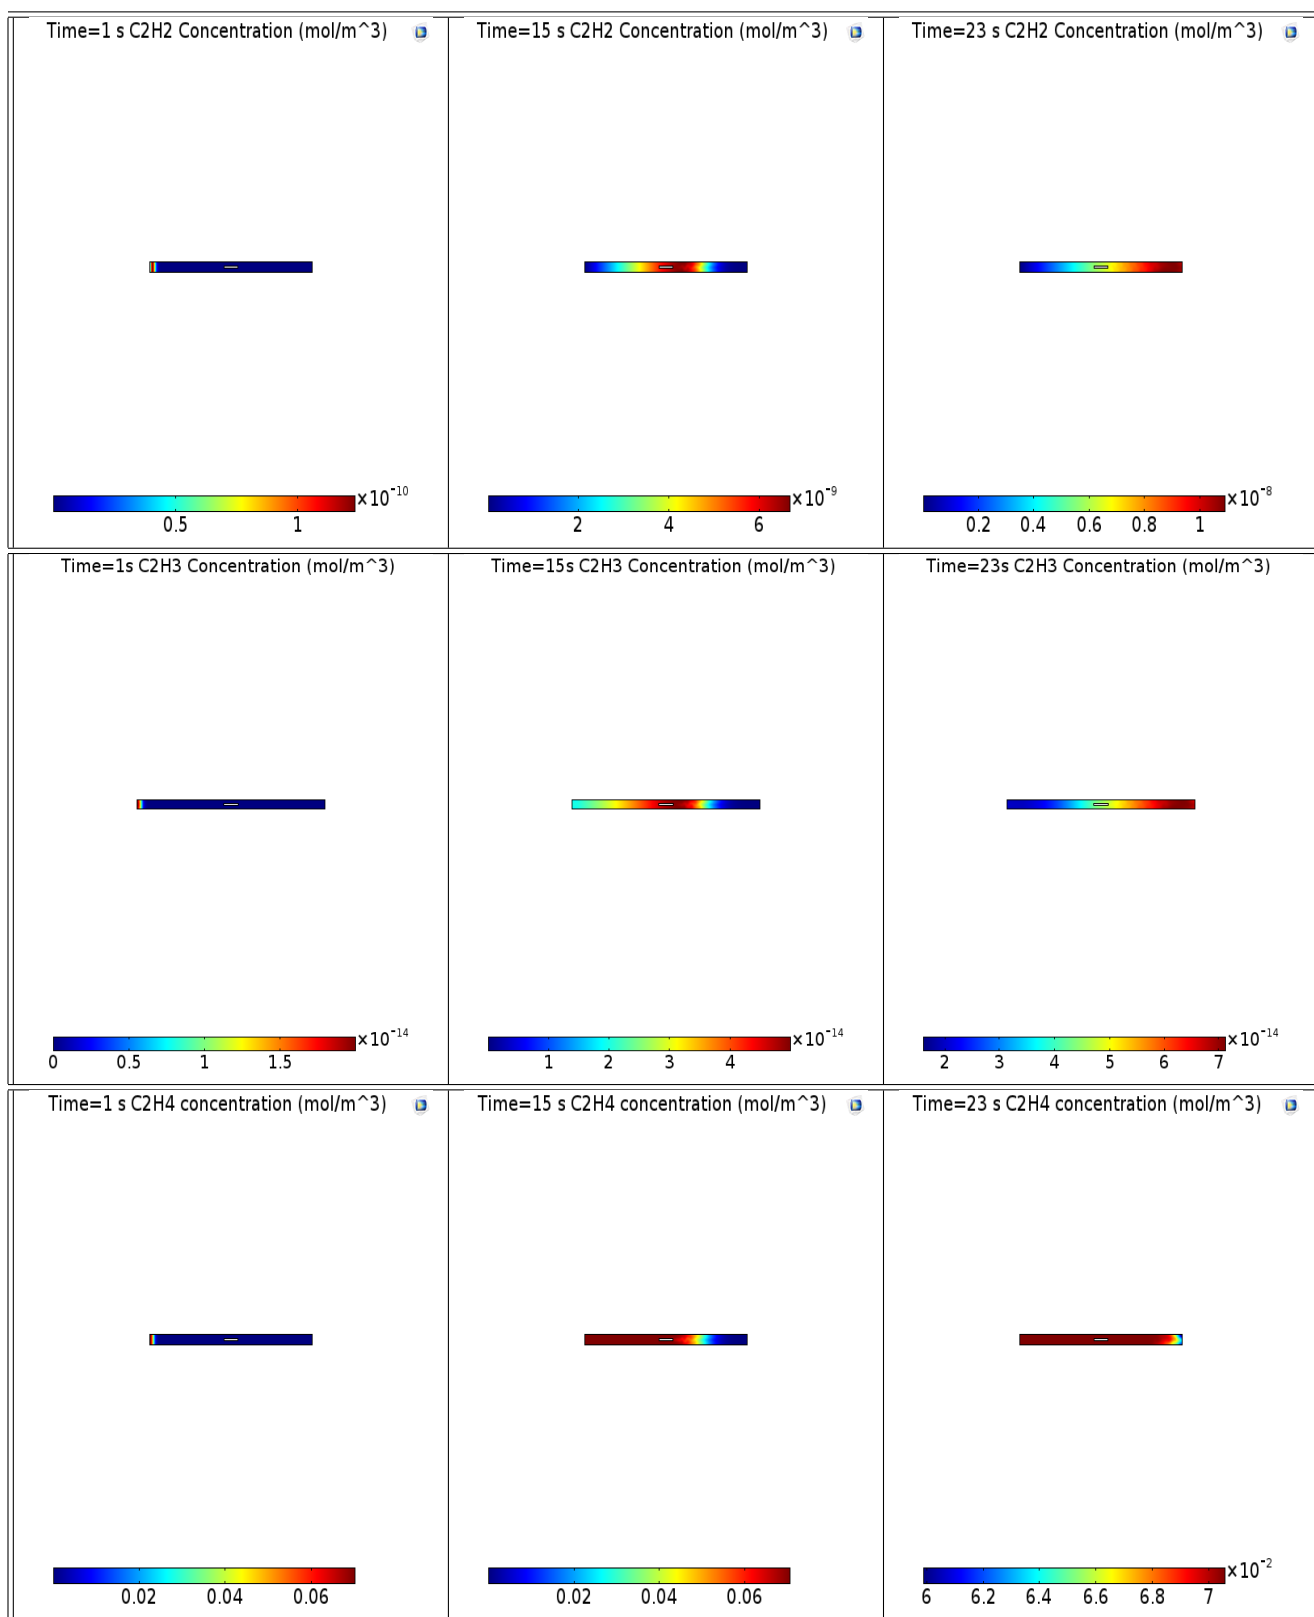 Time=1 s C2H2 Concentration (mol/m^3)
Time=15 s C2H2 Concentration (mol/m^3)
Time=23 s C2H2 Concentration (mol/m^3)
0.5 1 ×10^-10
2 4 6 ×10^-9
0.2 0.4 0.6 0.8 1 ×10^-8
Time=1s C2H3 Concentration (mol/m^3)
Time=15s C2H3 Concentration (mol/m^3)
Time=23s C2H3 Concentration (mol/m^3)
0 0.5 1 1.5 ×10^-14
1 2 3 4 ×10^-14
2 3 4 5 6 7 ×10^-14
Time=1 s C2H4 concentration (mol/m^3)
Time=15 s C2H4 concentration (mol/m^3)
Time=23 s C2H4 concentration (mol/m^3)
0.02 0.04 0.06
0.02 0.04 0.06
6 6.2 6.4 6.6 6.8 7 ×10^-2